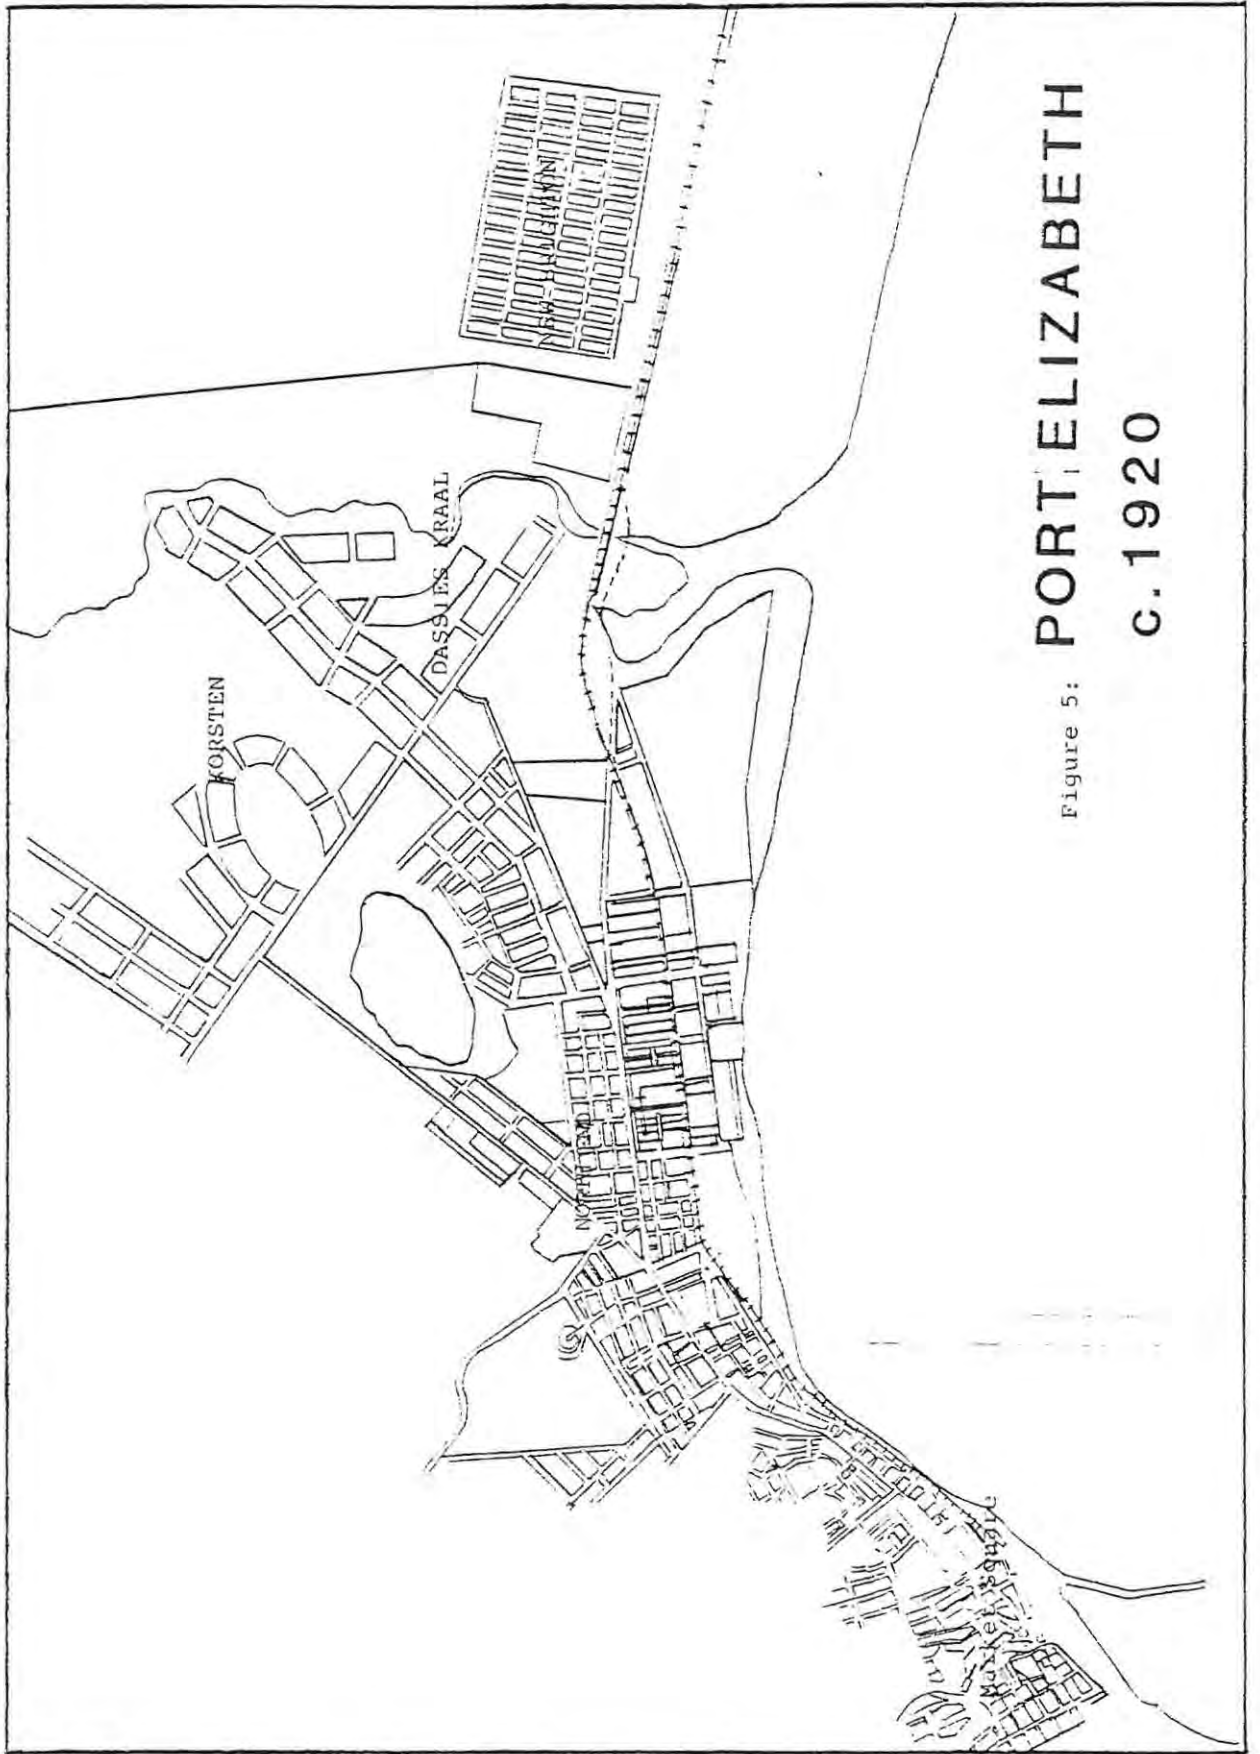 NEW BRIGHTON
DASSIES KRAAL
KORSTEN
NORTH END
Market Square
Figure 5: PORT ELIZABETH
c.1920